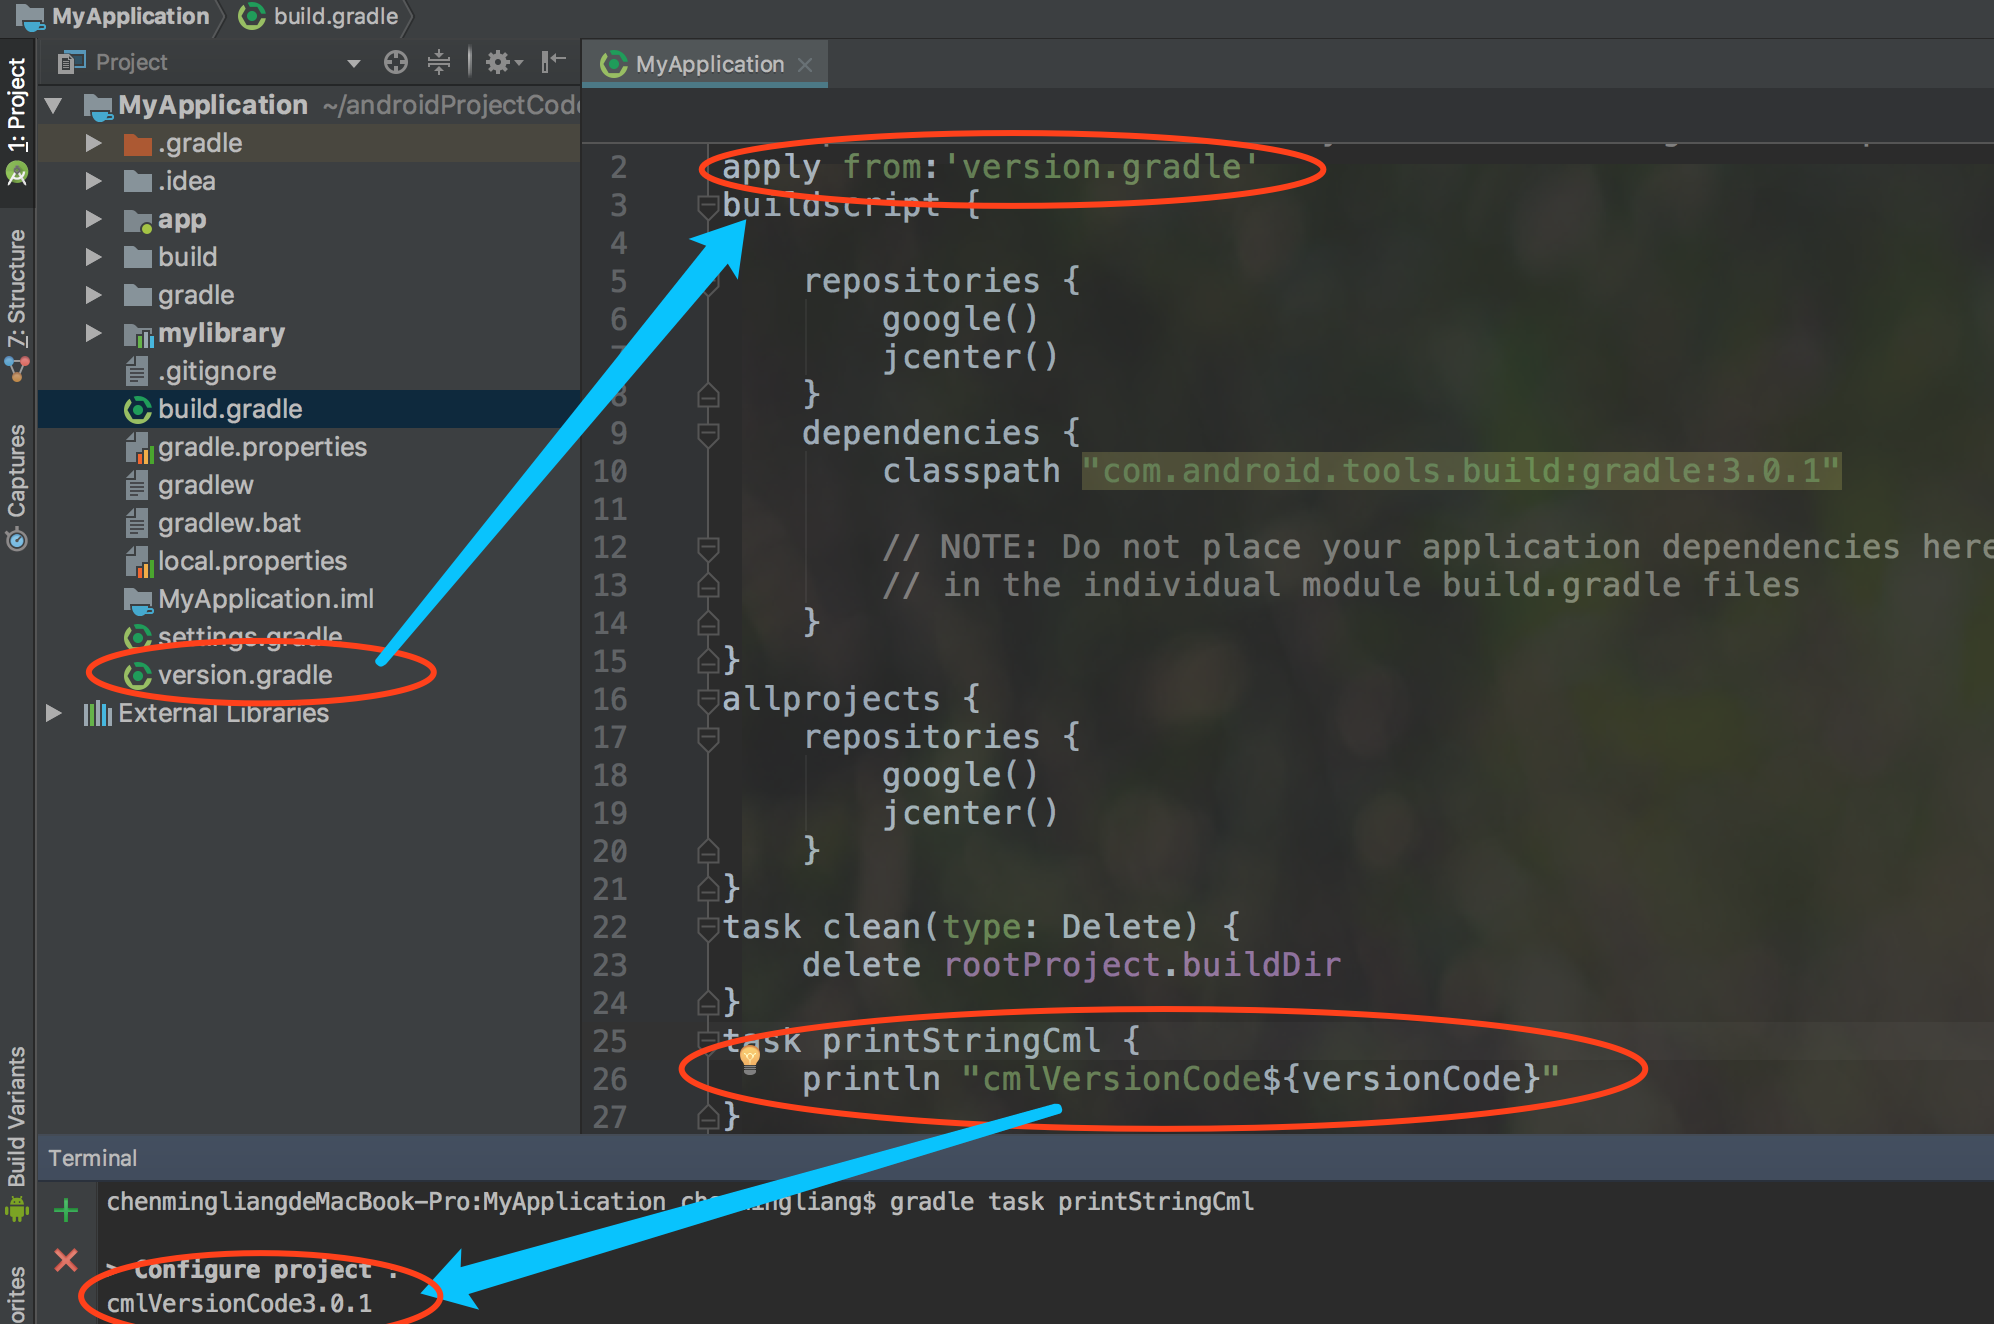 MyApplication build.gradle
1: Project
7: Structure
Captures
Build Variants
orites
Project
MyApplication ~/androidProjectCode
.gradle
.idea
app
build
gradle
mylibrary
.gitignore
build.gradle
gradle.properties
gradlew
gradlew.bat
local.properties
MyApplication.iml
settings.gradle
version.gradle
External Libraries
MyApplication
2 apply from:'version.gradle'
3 buildscript {
4
5 repositories {
6 google()
7 jcenter()
8 }
9 dependencies {
10 classpath "com.android.tools.build:gradle:3.0.1"
11
12 // NOTE: Do not place your application dependencies here
13 // in the individual module build.gradle files
14 }
15 }
16 allprojects {
17 repositories {
18 google()
19 jcenter()
20 }
21 }
22 task clean(type: Delete) {
23 delete rootProject.buildDir
24 }
25 task printStringCml {
26 println "cmlVersionCode${versionCode}"
27 }
Terminal
chenmingliangdeMacBook-Pro:MyApplication chenmingliang$ gradle task printStringCml
> Configure project :
cmlVersionCode3.0.1